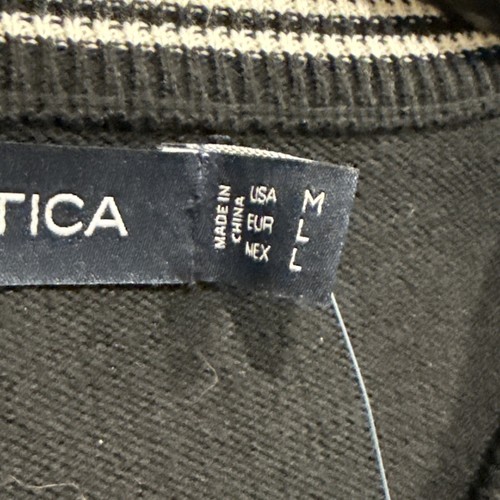 TICA
MADE IN
CHINA
USA M
EUR L
MEX L